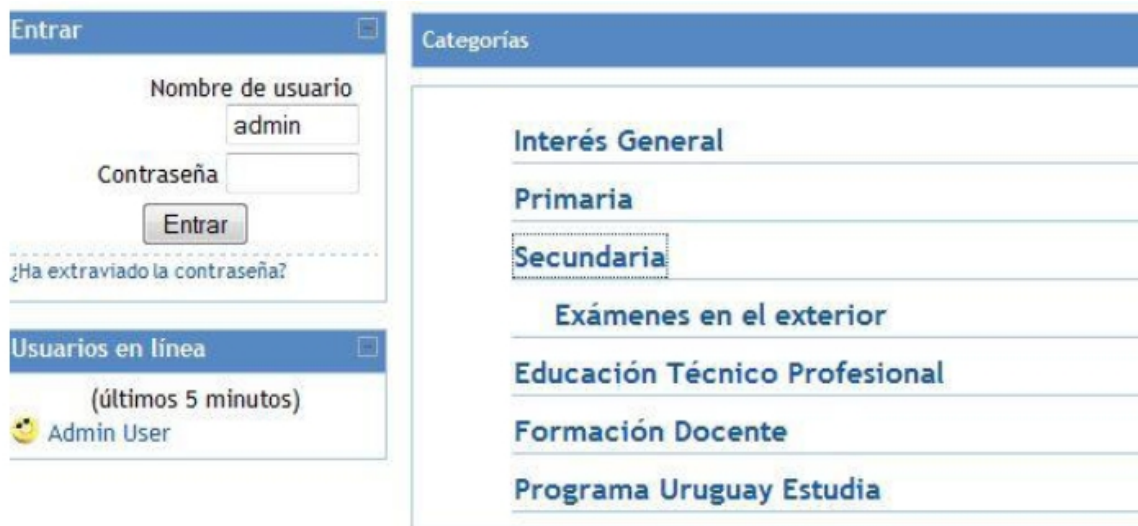 Entrar
Nombre de usuario
admin
Contraseña
Entrar
¿Ha extraviado la contraseña?
Usuarios en línea
(últimos 5 minutos)
Admin User
Categorías
Interés General
Primaria
Secundaria
Exámenes en el exterior
Educación Técnico Profesional
Formación Docente
Programa Uruguay Estudia